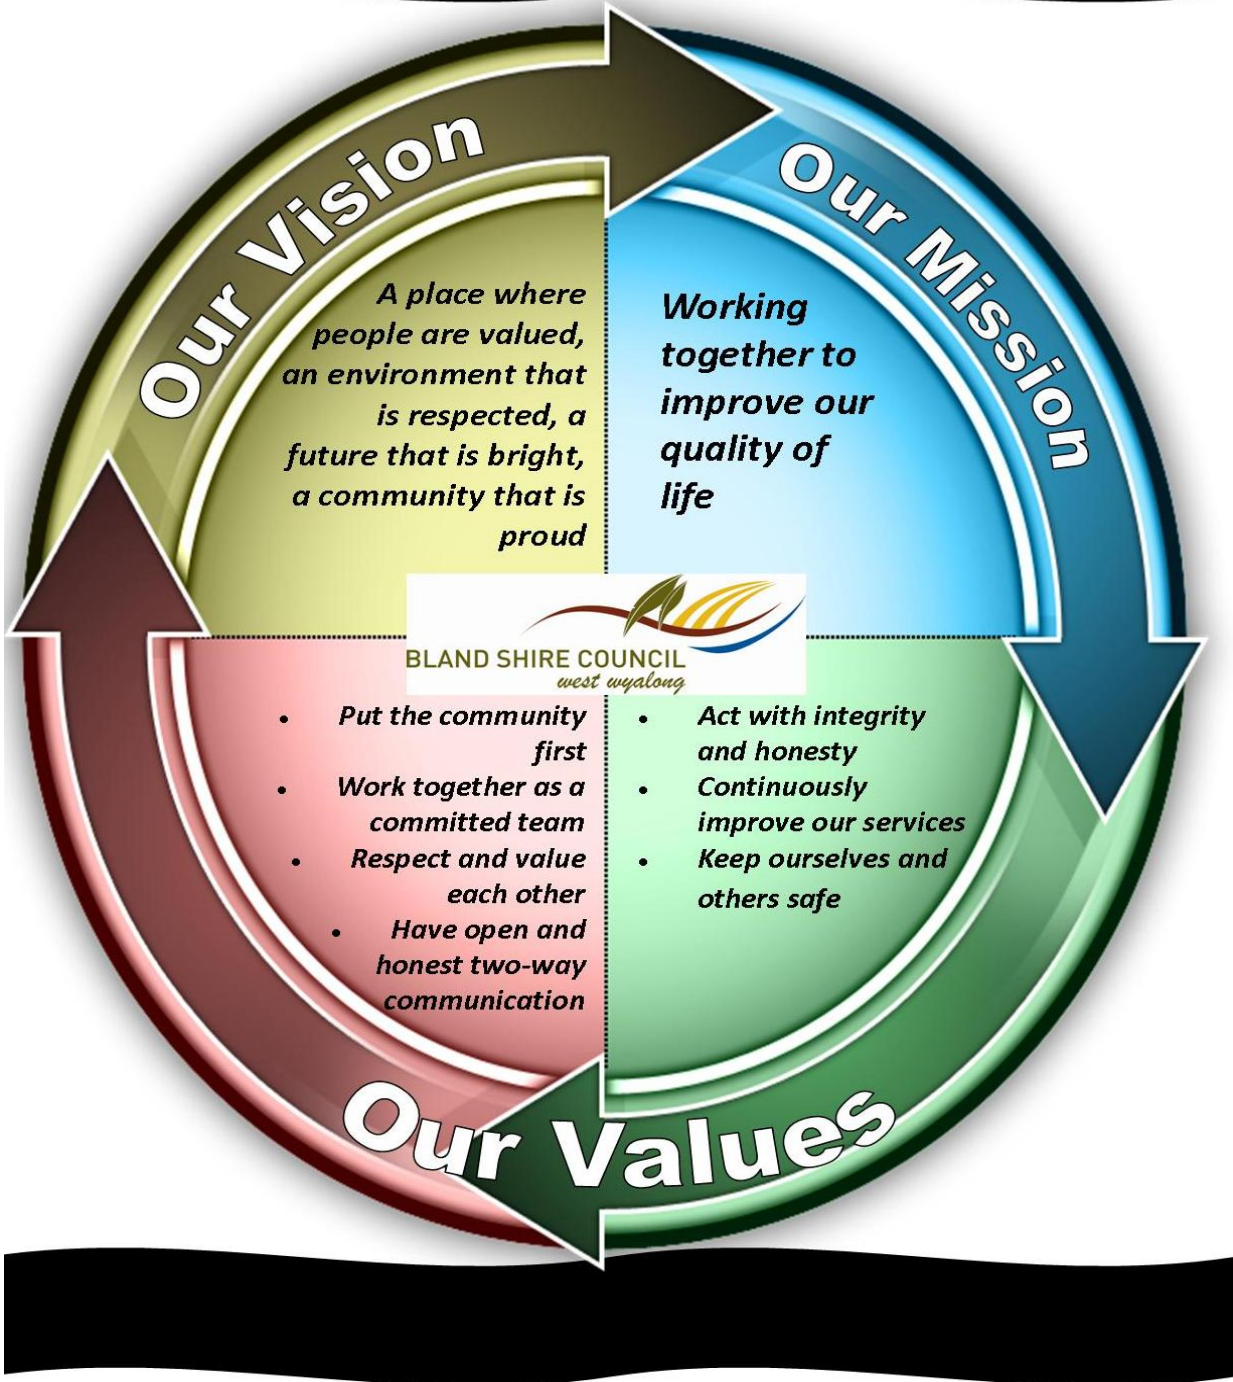 Our Vision
A place where
people are valued,
an environment that
is respected, a
future that is bright,
a community that is
proud
Our Mission
Working
together to
improve our
quality of
life
BLAND SHIRE COUNCIL
west wyalong
• Put the community
first
• Work together as a
committed team
• Respect and value
each other
• Have open and
honest two-way
communication
• Act with integrity
and honesty
• Continuously
improve our services
• Keep ourselves and
others safe
Our Values